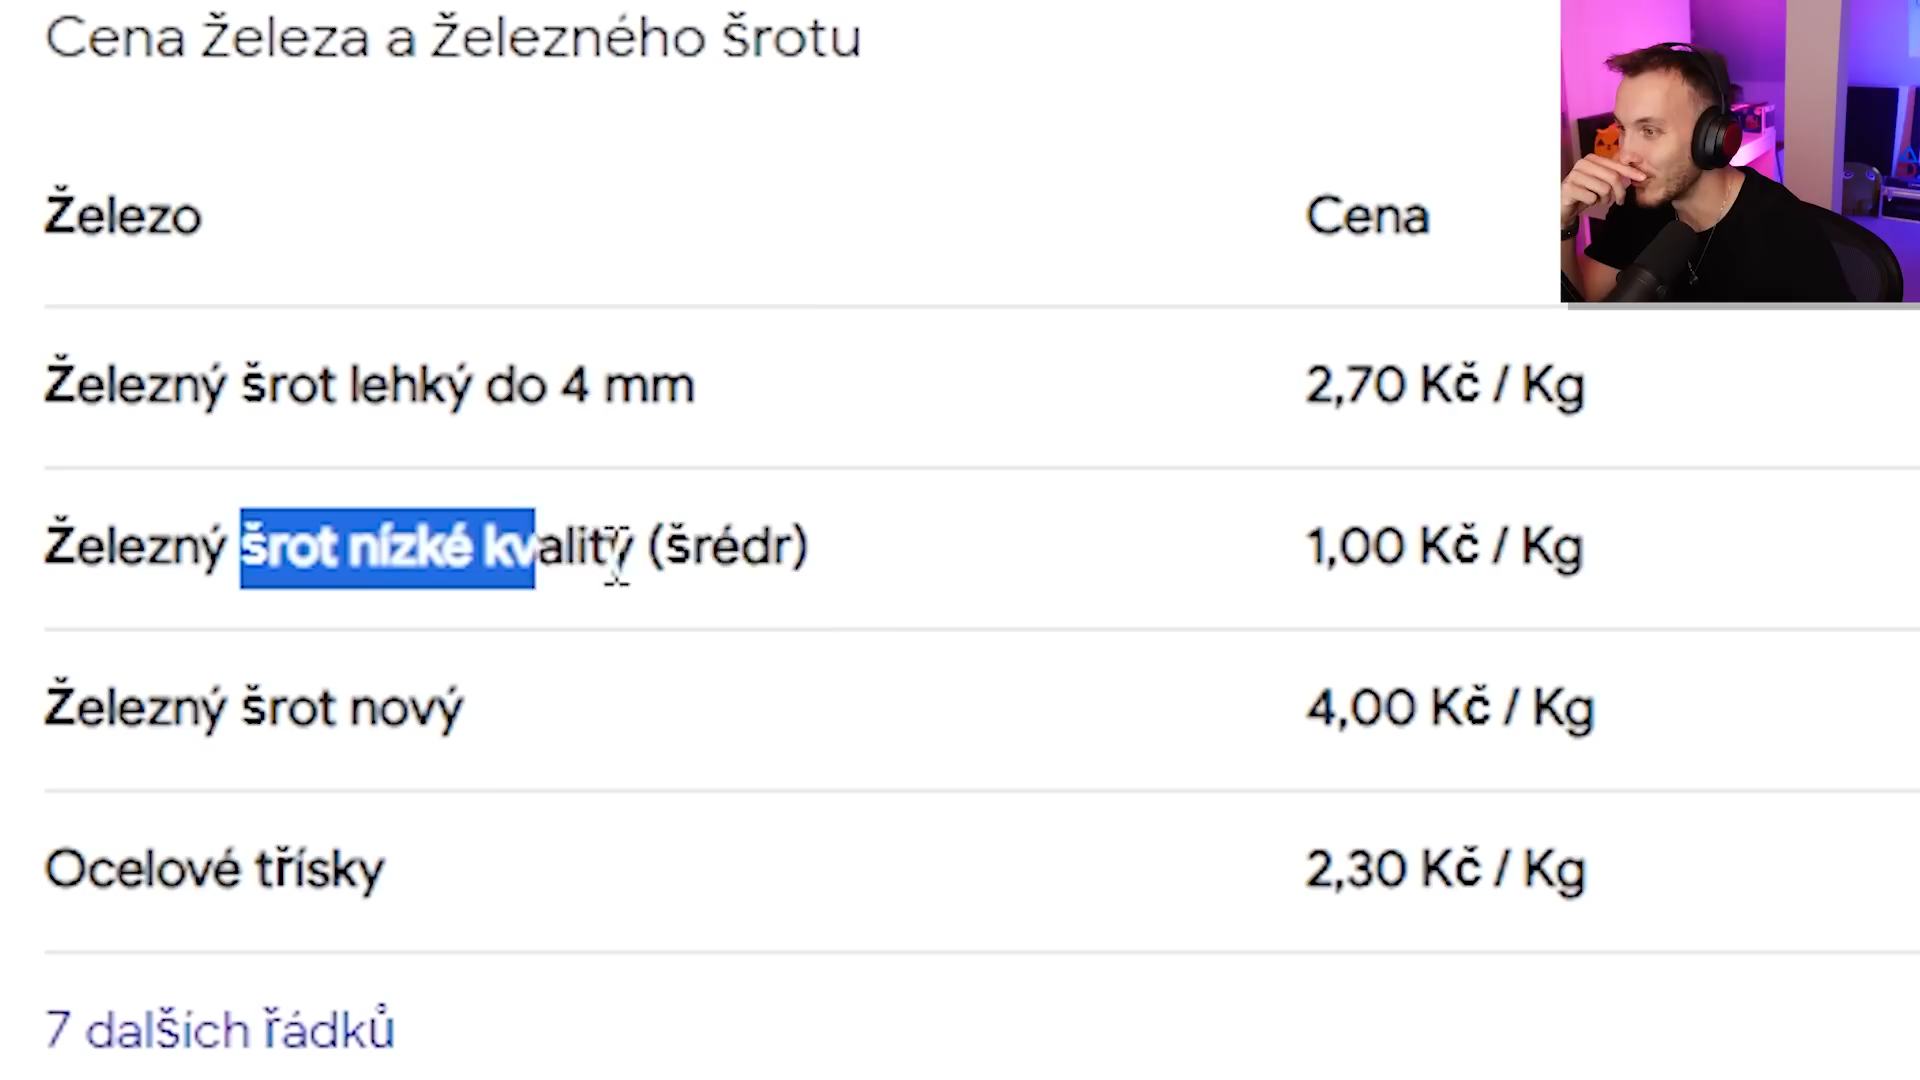 Cena železa a železného šrotu
Železo Cena
Železný šrot lehký do 4 mm 2,70 Kč / Kg
Železný šrot nízké kvality (šrédr) 1,00 Kč / Kg
Železný šrot nový 4,00 Kč / Kg
Ocelové třísky 2,30 Kč / Kg
7 dalších řádků